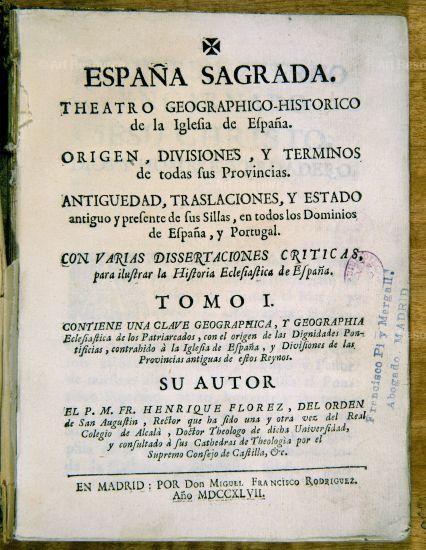 ESPAÑA SAGRADA.
THEATRO GEOGRAPHICO-HISTORICO
de la Iglesia de España.
ORIGEN, DIVISIONES, Y TERMINOS
de todas sus Provincias.
ANTIGUEDAD, TRASLACIONES, Y ESTADO
antiguo y presente de sus Sillas, en todos los Dominios
de España, y Portugal.
CON VARIAS DISSERTACIONES CRITICAS,
para ilustrar la Historia Eclesiastica de España.
TOMO I.
CONTIENE UNA CLAVE GEOGRAPHICA, Y GEOGRAPHIA
Eclesiastica de los Patriarcados, con el origen de las Dignidades Pon-
tificias, contrahido à la Iglesia de España, y Divisiones de las
Provincias antiguas de estos Reynos.
SU AUTOR
EL P. M. FR. HENRIQUE FLOREZ, DEL ORDEN
de San Augustin, Rector que ha sido una y otra vez del Real
Colegio de Alcalà, Doctor Theologo de dicha Universidad,
y consultado à sus Cathedras de Theologia por el
Supremo Consejo de Castilla, &c.
EN MADRID: POR DON MIGUEL FRANCISCO RODRIGUEZ.
Año MDCCXLVII.
Francisco Pi y Mergall.
Abogado. MADRID